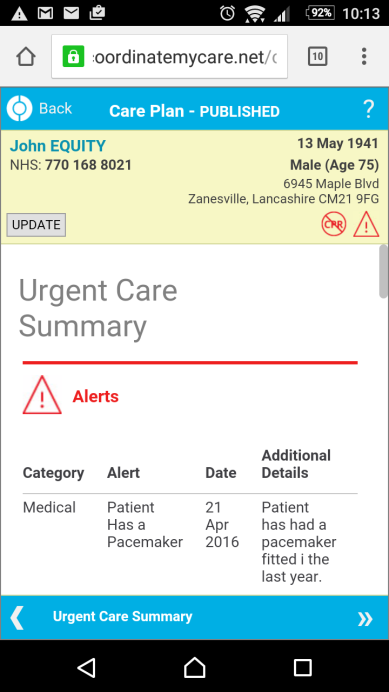 92% 10:13
:oordinatemycare.net/c 10
Back Care Plan - PUBLISHED ?
John EQUITY 13 May 1941
NHS: 770 168 8021 Male (Age 75)
6945 Maple Blvd
Zanesville, Lancashire CM21 9FG
UPDATE CPR
Urgent Care
Summary
Alerts
Category Alert Date Additional Details
Medical Patient Has a Pacemaker 21 Apr 2016 Patient has had a pacemaker fitted i the last year.
Urgent Care Summary